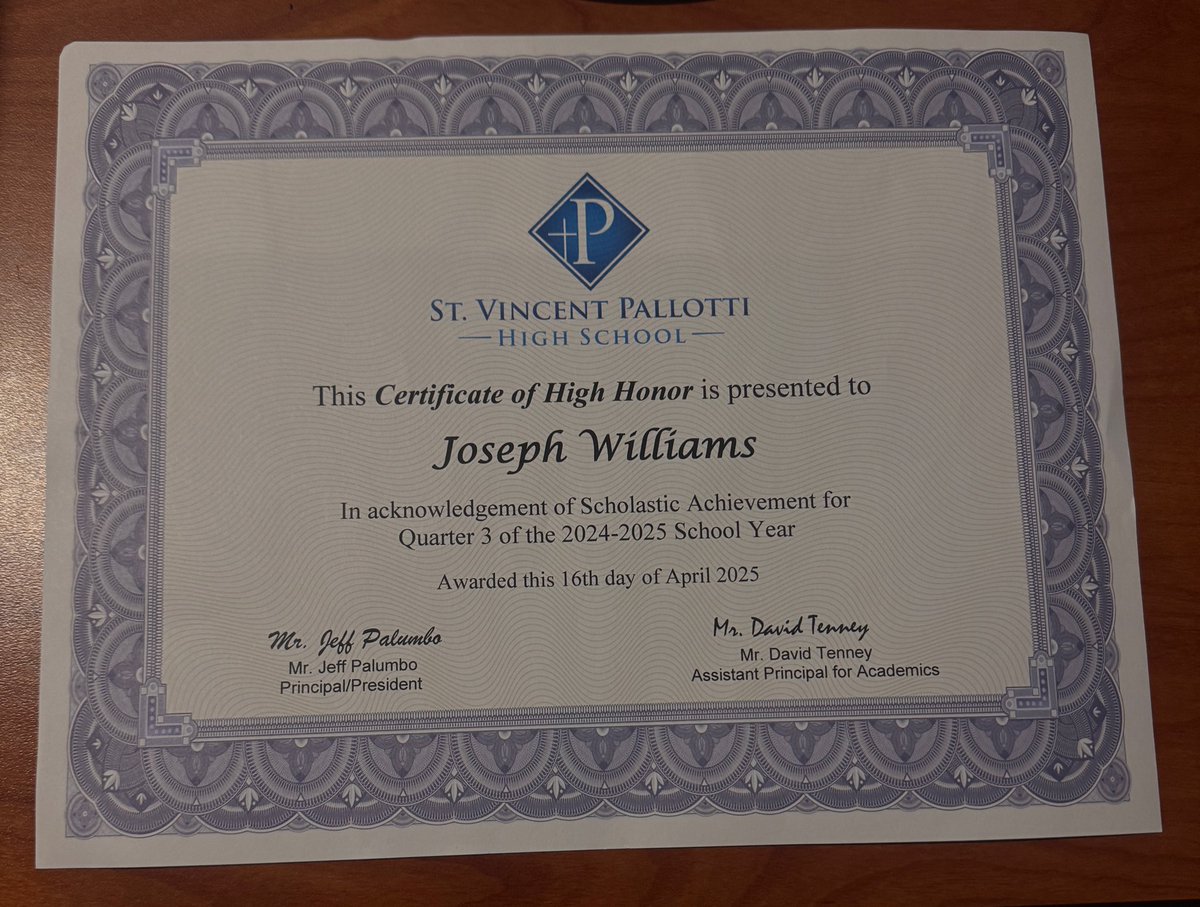 +P
ST. VINCENT PALLOTTI
HIGH SCHOOL
This Certificate of High Honor is presented to
Joseph Williams
In acknowledgement of Scholastic Achievement for
Quarter 3 of the 2024-2025 School Year
Awarded this 16th day of April 2025
Mr. Jeff Palumbo
Mr. Jeff Palumbo
Principal/President
Mr. David Tenney
Mr. David Tenney
Assistant Principal for Academics